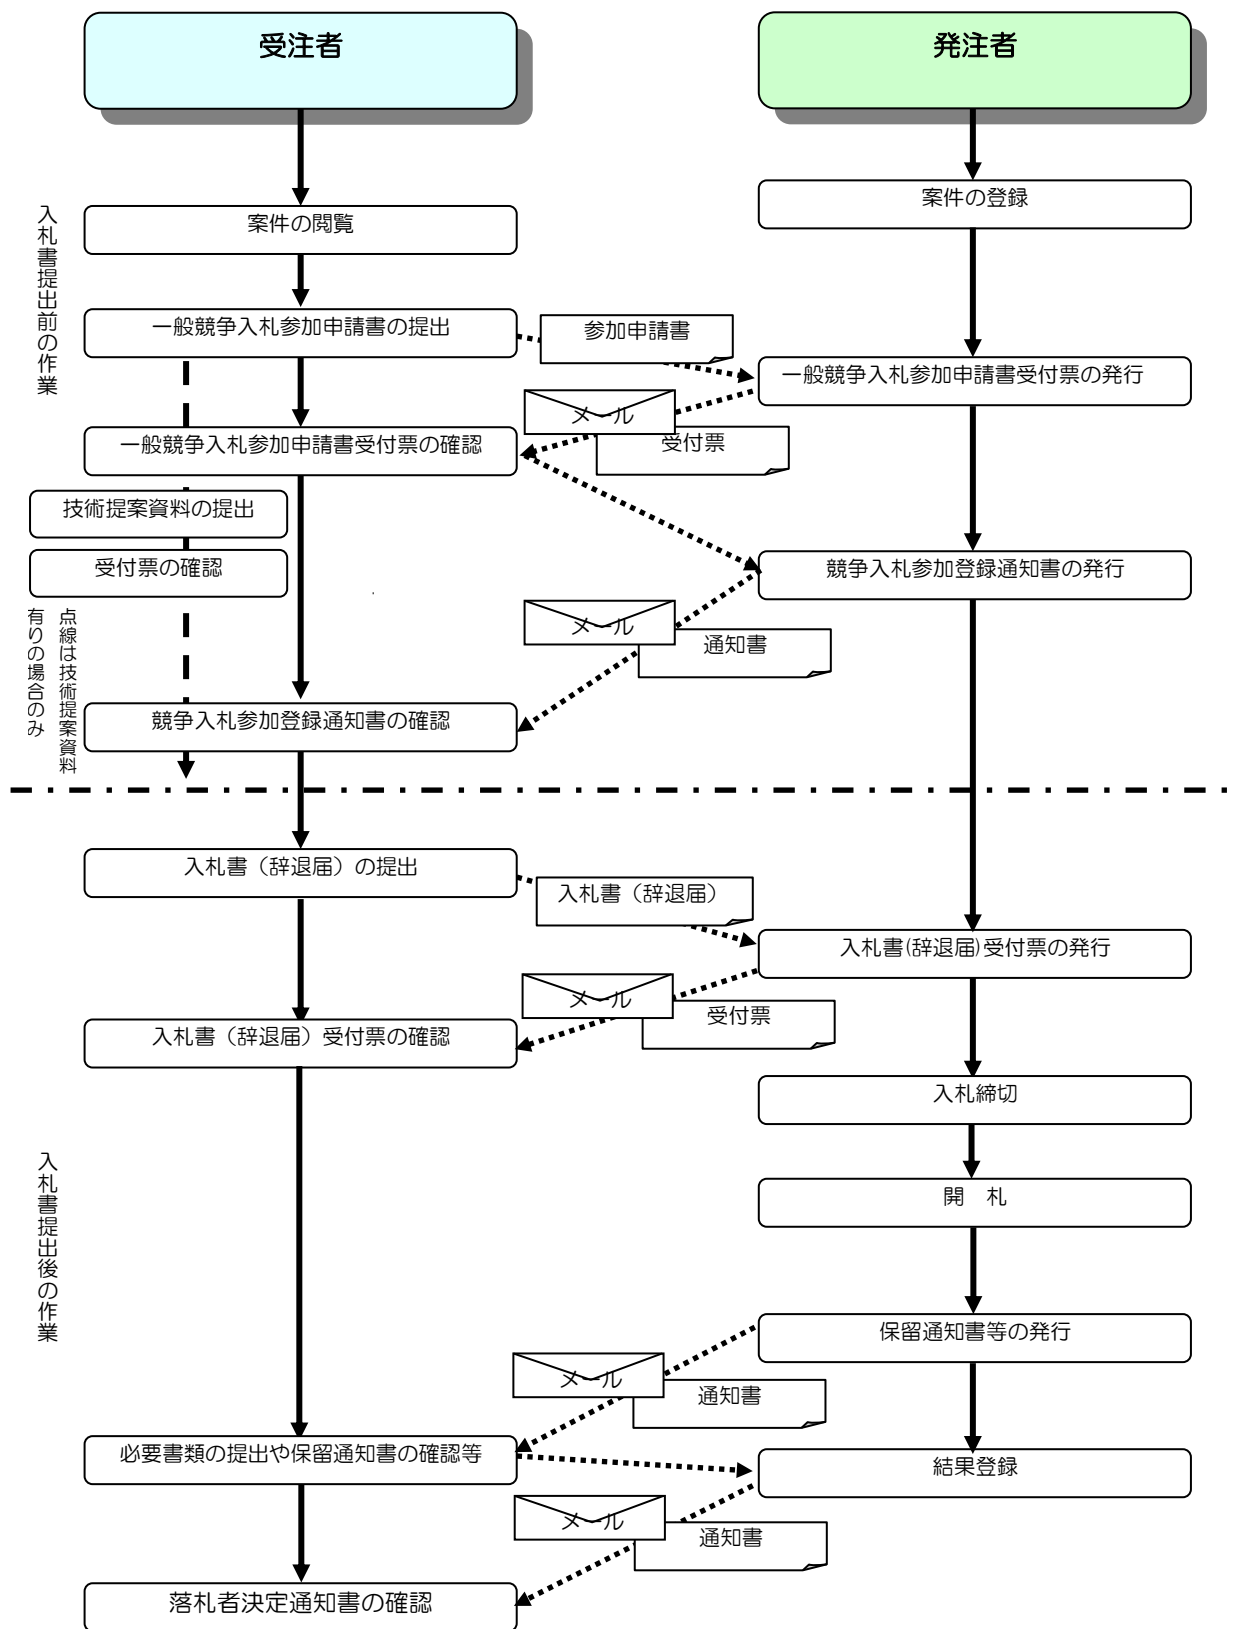 受注者
発注者
案件の登録
案件の閲覧
入札書提出前の作業
一般競争入札参加申請書の提出
参加申請書
一般競争入札参加申請書受付票の発行
メール
受付票
一般競争入札参加申請書受付票の確認
技術提案資料の提出
受付票の確認
競争入札参加登録通知書の発行
点線は技術提案資料
有りの場合のみ
メール
通知書
競争入札参加登録通知書の確認
入札書（辞退届）の提出
入札書（辞退届）
入札書(辞退届)受付票の発行
メール
受付票
入札書（辞退届）受付票の確認
入札締切
入札書提出後の作業
開　札
保留通知書等の発行
メール
通知書
必要書類の提出や保留通知書の確認等
結果登録
メール
通知書
落札者決定通知書の確認